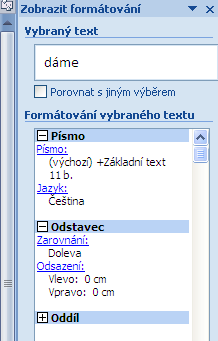 Zobrazit formátování
Vybraný text
dáme
Porovnat s jiným výběrem
Formátování vybraného textu
Písmo
Písmo:
(výchozí) +Základní text
11 b.
Jazyk:
Čeština
Odstavec
Zarovnání:
Doleva
Odsazení:
Vlevo: 0 cm
Vpravo: 0 cm
Oddíl